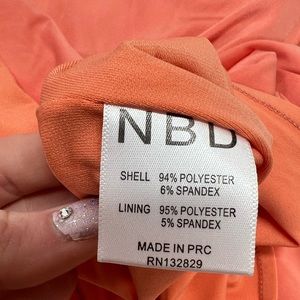 NBD
SHELL 94% POLYESTER
6% SPANDEX
LINING 95% POLYESTER
5% SPANDEX
MADE IN PRC
RN132829